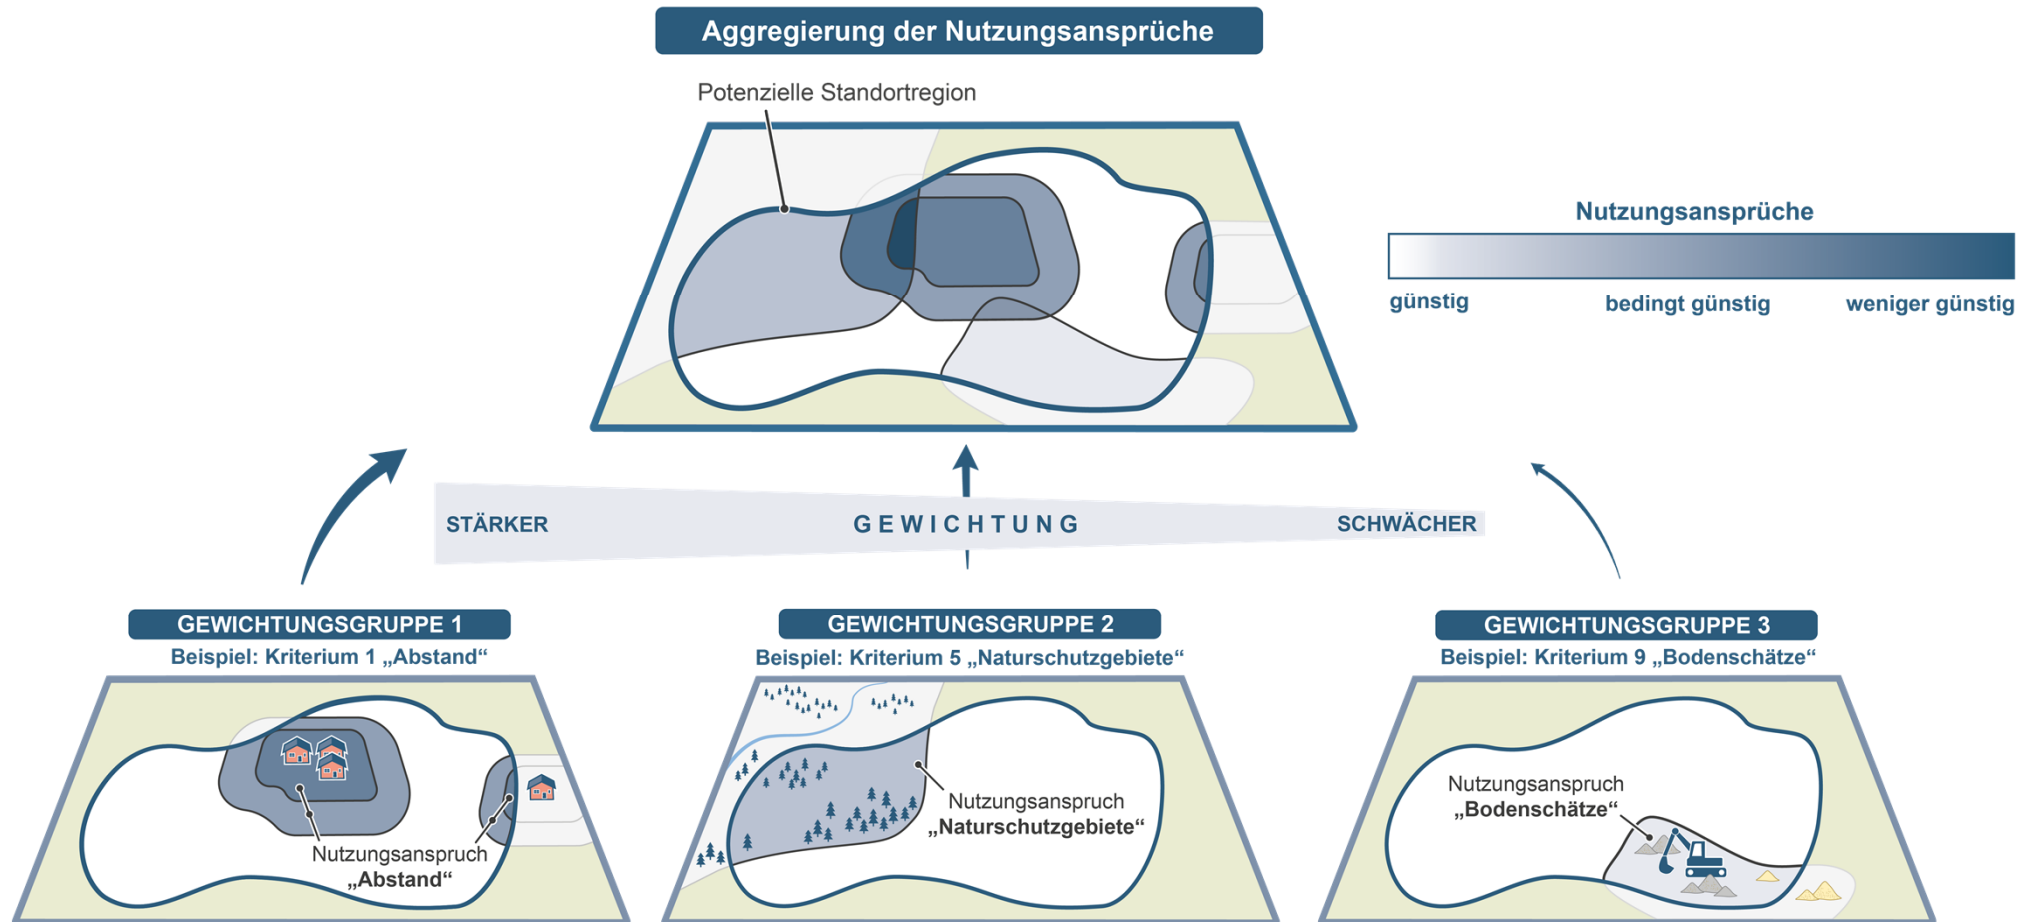 Aggregierung der Nutzungsansprüche
Potenzielle Standortregion
Nutzungsansprüche
günstig
bedingt günstig
weniger günstig
STÄRKER
GEWICHTUNG
SCHWÄCHER
GEWICHTUNGSGRUPPE 1
Beispiel: Kriterium 1 „Abstand“
Nutzungsanspruch
„Abstand“
GEWICHTUNGSGRUPPE 2
Beispiel: Kriterium 5 „Naturschutzgebiete“
Nutzungsanspruch
„Naturschutzgebiete“
GEWICHTUNGSGRUPPE 3
Beispiel: Kriterium 9 „Bodenschätze“
Nutzungsanspruch
„Bodenschätze“